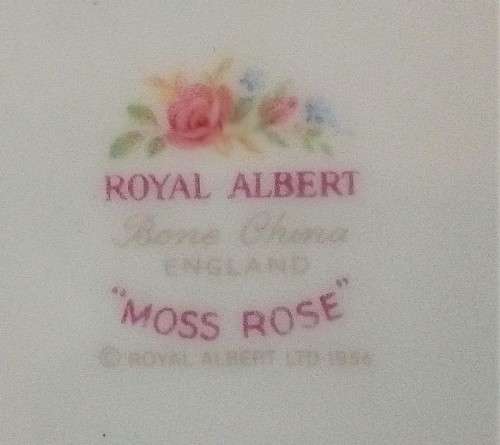 ROYAL ALBERT
Bone China
ENGLAND
"MOSS ROSE"
© ROYAL ALBERT LTD 1956